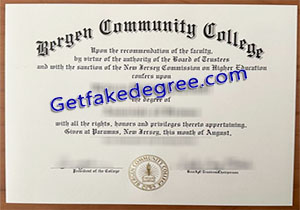 Bergen Community College
Upon the recommendation of the faculty,
by virtue of the authority of the Board of Trustees
and with the sanction of the New Jersey Commission on Higher Education
confers upon
Getfakedegree.com
the degree of
with all the rights, honors and privileges thereto appertaining.
Given at Paramus, New Jersey, this month of August,
President of the College
BERGEN COMMUNITY COLLEGE